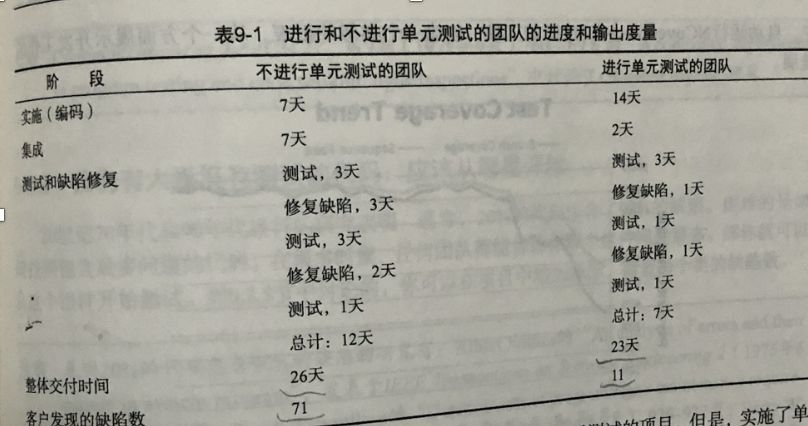 表9-1 进行和不进行单元测试的团队的进度和输出度量
阶 段 不进行单元测试的团队 进行单元测试的团队
实施（编码） 7天 14天
集成 7天 2天
测试和缺陷修复 测试，3天 测试，3天
修复缺陷，3天 修复缺陷，1天
测试，3天 测试，1天
修复缺陷，2天 修复缺陷，1天
测试，1天 测试，1天
总计：12天 总计：7天
整体交付时间 26天 23天
客户发现的缺陷数 71 11
测试的项目。但是，实施了单